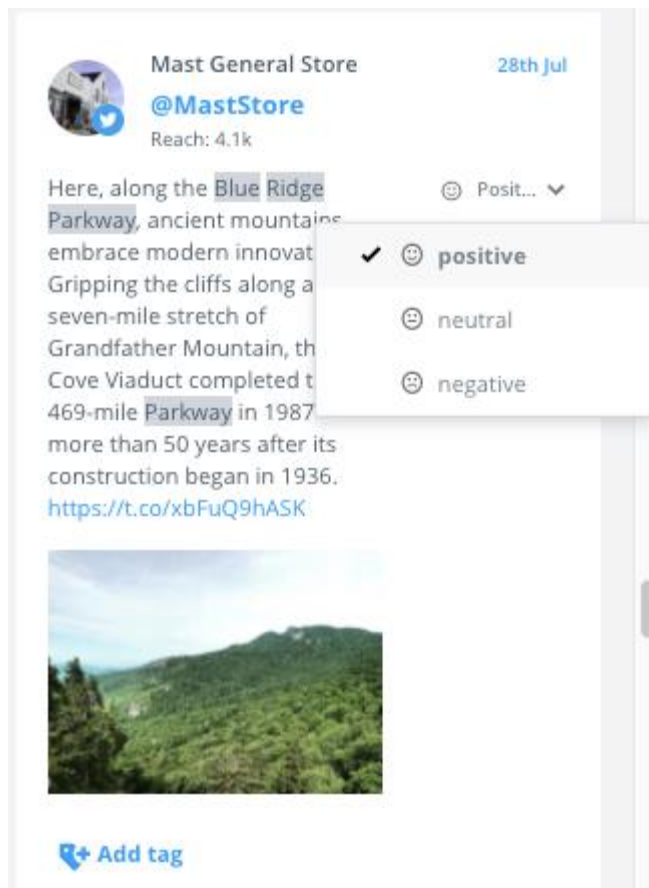 Mast General Store
28th Jul
@MastStore
Reach: 4.1k
Here, along the Blue Ridge
Posit...
Parkway, ancient mountains
embrace modern innovat
Gripping the cliffs along a
seven-mile stretch of
Grandfather Mountain, th
Cove Viaduct completed t
469-mile Parkway in 1987
more than 50 years after its
construction began in 1936.
https://t.co/xbFuQ9hASK
positive
neutral
negative
Add tag